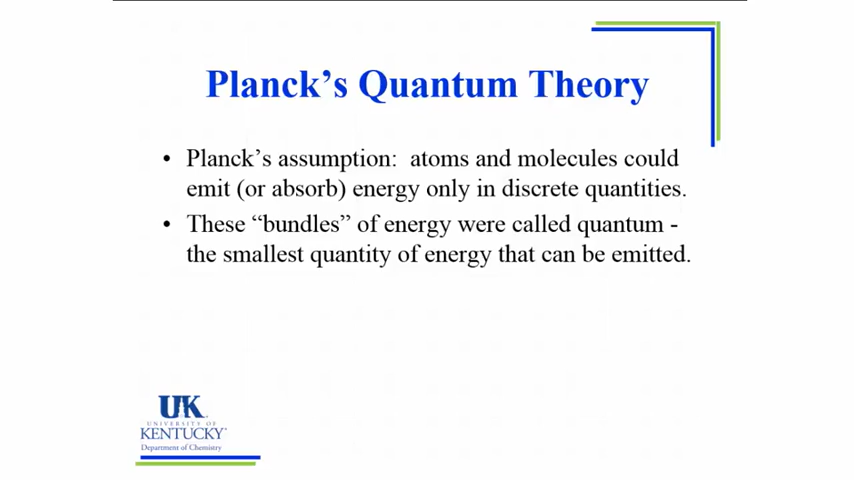 Planck’s Quantum Theory
• Planck’s assumption:  atoms and molecules could
emit (or absorb) energy only in discrete quantities.
• These “bundles” of energy were called quantum -
the smallest quantity of energy that can be emitted.
UK
UNIVERSITY OF
KENTUCKY
Department of Chemistry